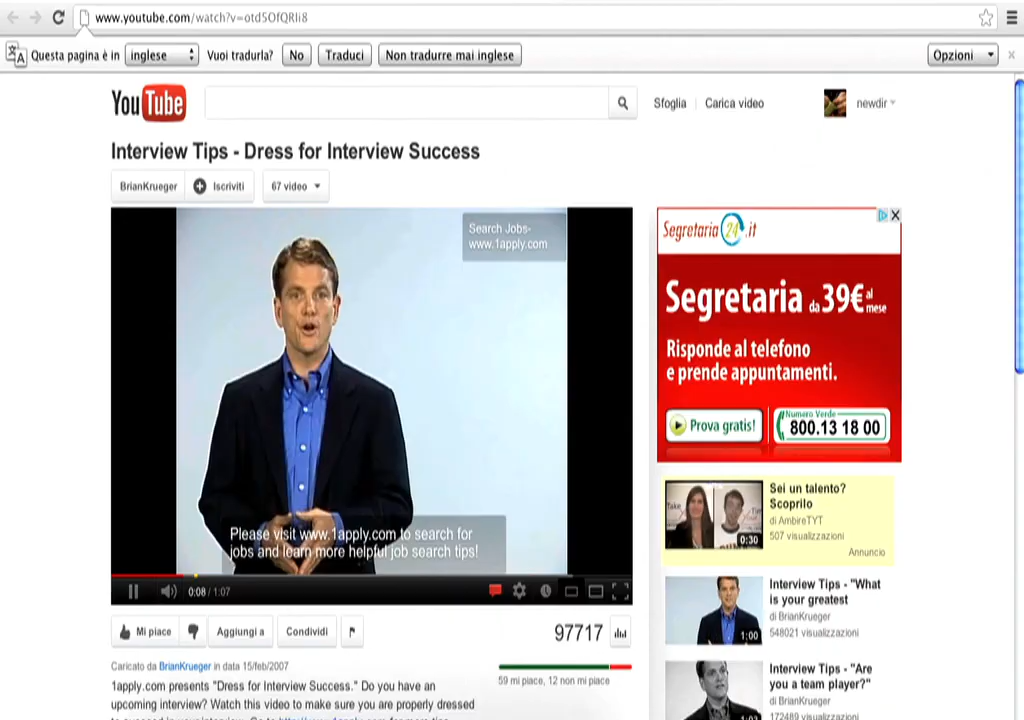 www.youtube.com/watch?v=otd5OfQRIi8
Questa pagina è in inglese Vuoi tradurla? No Traduci Non tradurre mai inglese Opzioni
YouTube Sfoglia Carica video newdir
Interview Tips - Dress for Interview Success
BrianKrueger Iscriviti 67 video
Search Jobs-
www.1apply.com
Please visit www.1apply.com to search for
jobs and learn more helpful job search tips!
0:08 / 1:07
Mi piace Aggiungi a Condividi 97717
Caricato da BrianKrueger in data 15/feb/2007
59 mi piace, 12 non mi piace
1apply.com presents "Dress for Interview Success." Do you have an
upcoming interview? Watch this video to make sure you are properly dressed
Segretaria 24 .it
Segretaria da 39€ al mese
Risponde al telefono
e prende appuntamenti.
Prova gratis! Numero Verde 800.13 18 00
Sei un talento?
Scoprilo
di AmbireTYT
507 visualizzazioni
0:30
Annuncio
Interview Tips - "What
is your greatest
di BrianKrueger
548021 visualizzazioni
1:00
Interview Tips - "Are
you a team player?"
di BrianKrueger
172489 visualizzazioni